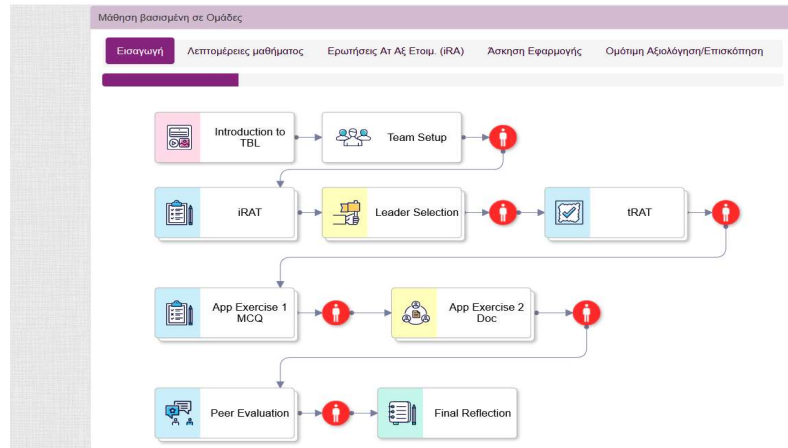 Μάθηση βασισμένη σε Ομάδες
Εισαγωγή
Λεπτομέρειες μαθήματος
Ερωτήσεις Ατ Αξ Ετοιμ. (iRA)
Άσκηση Εφαρμογής
Ομότιμη Αξιολόγηση/Επισκόπηση
Introduction to
TBL
Team Setup
iRAT
Leader Selection
tRAT
App Exercise 1
MCQ
App Exercise 2
Doc
Peer Evaluation
Final Reflection